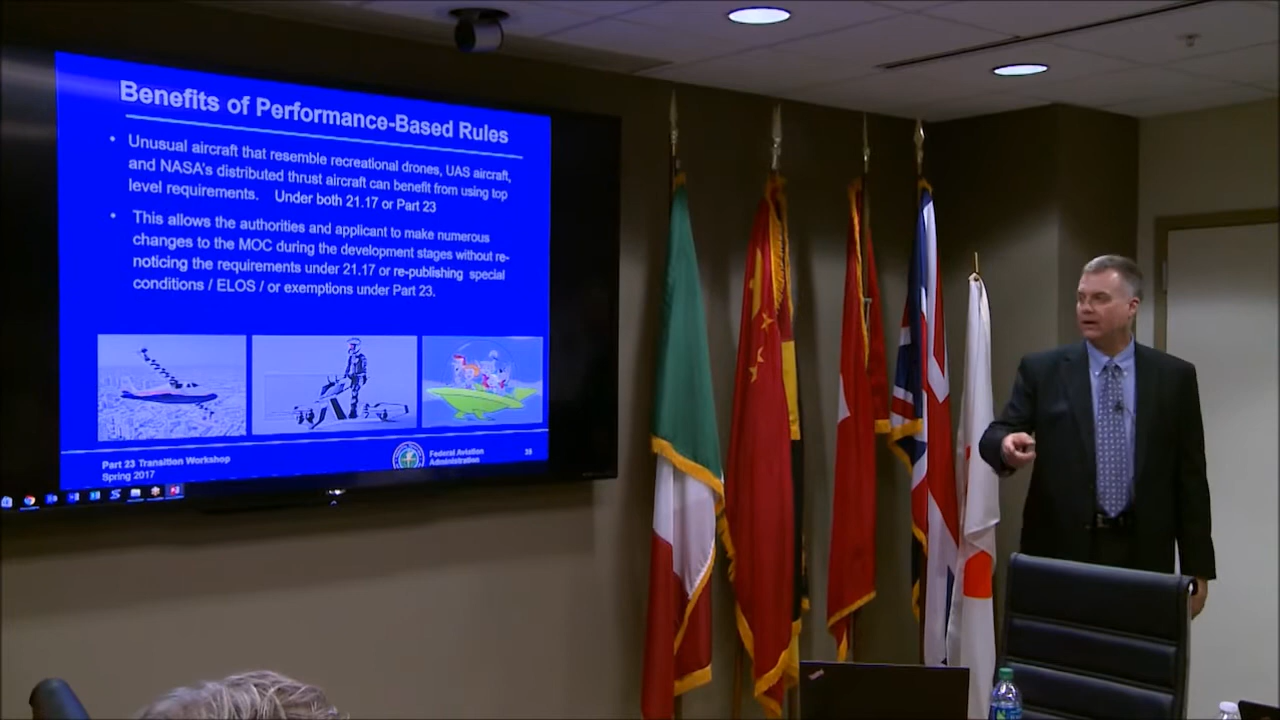 Benefits of Performance-Based Rules
• Unusual aircraft that resemble recreational drones, UAS aircraft,
and NASA's distributed thrust aircraft can benefit from using top
level requirements. Under both 21.17 or Part 23
• This allows the authorities and applicant to make numerous
changes to the MOC during the development stages without re-
noticing the requirements under 21.17 or re-publishing special
conditions / ELOS / or exemptions under Part 23.
Part 23 Transition Workshop
Spring 2017
Federal Aviation
Administration